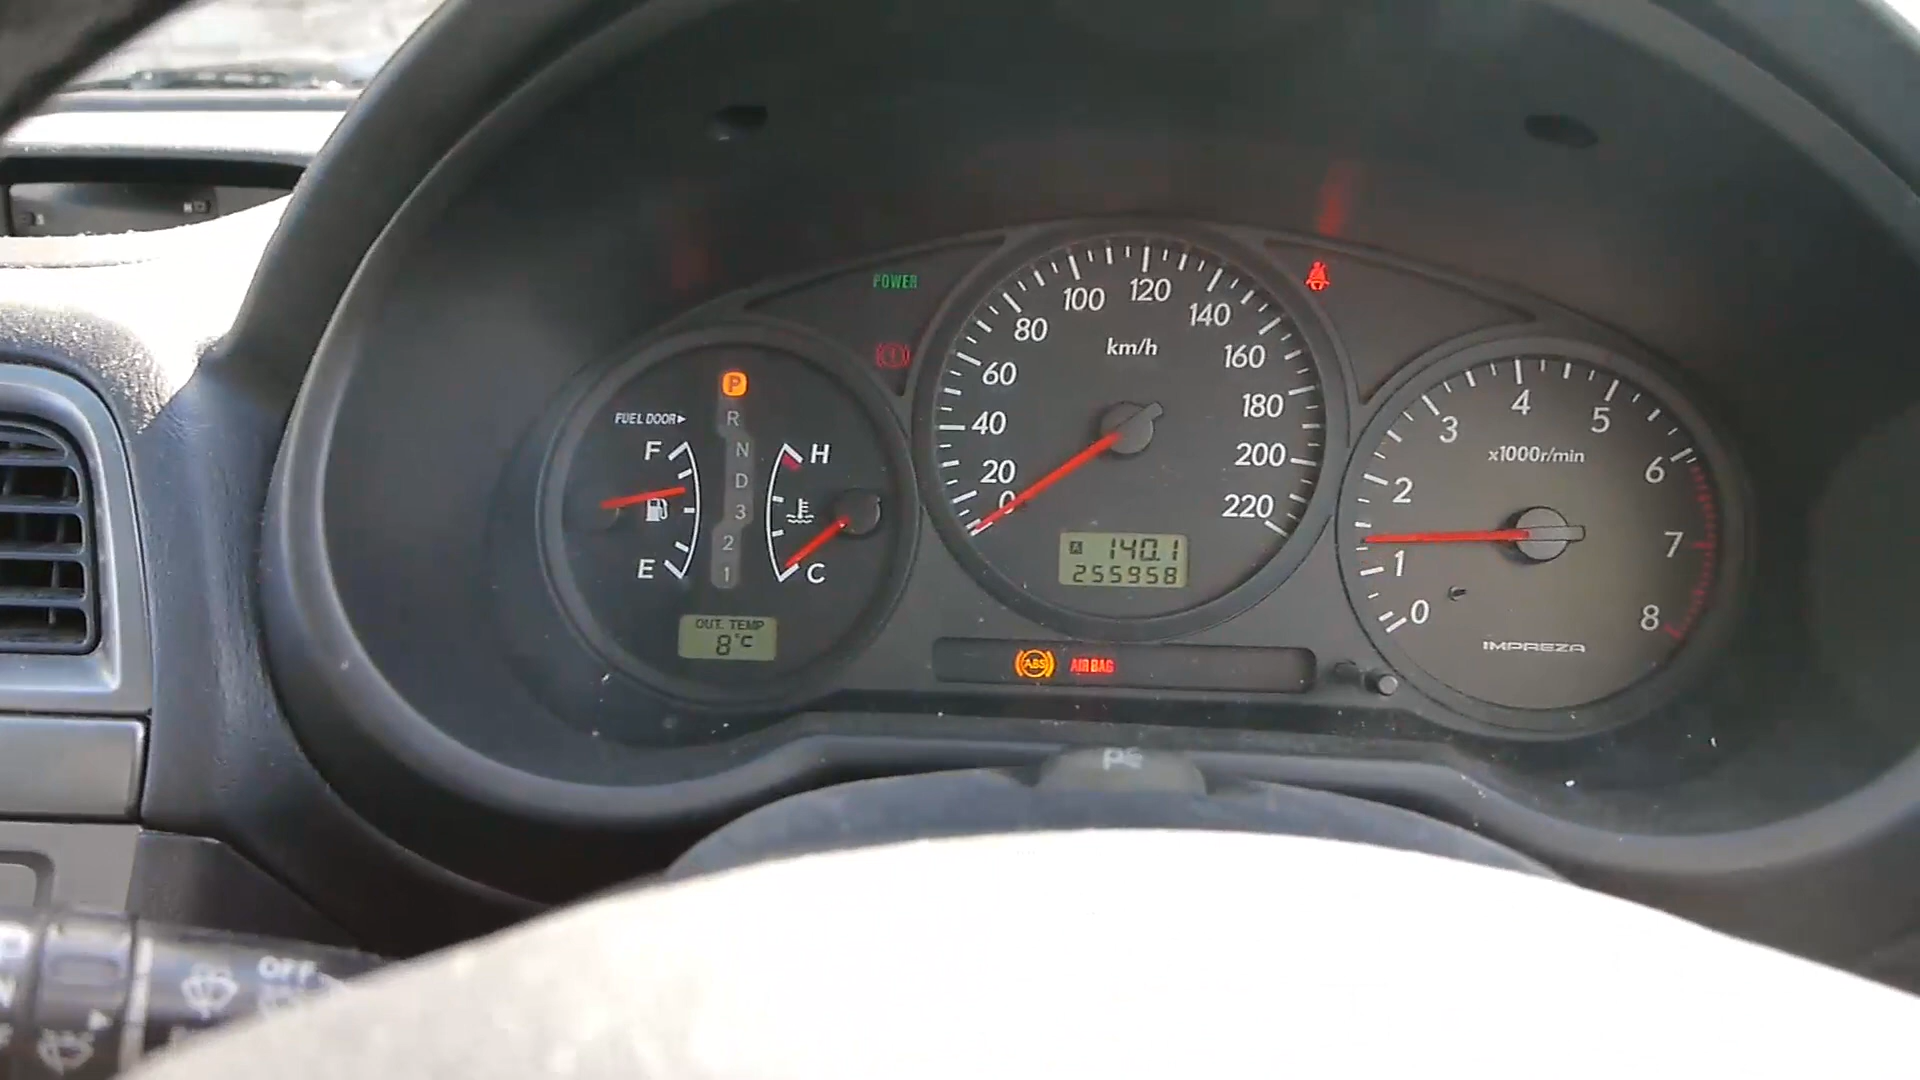 POWER
P
R
N
D
3
2
1
FUEL DOOR
F
E
H
C
OUT. TEMP
8°C
0
20
40
60
80
100
120
140
160
180
200
220
km/h
A 140.1
255958
ABS
AIR BAG
0
1
2
3
4
5
6
7
8
x1000r/min
IMPREZA
OFF